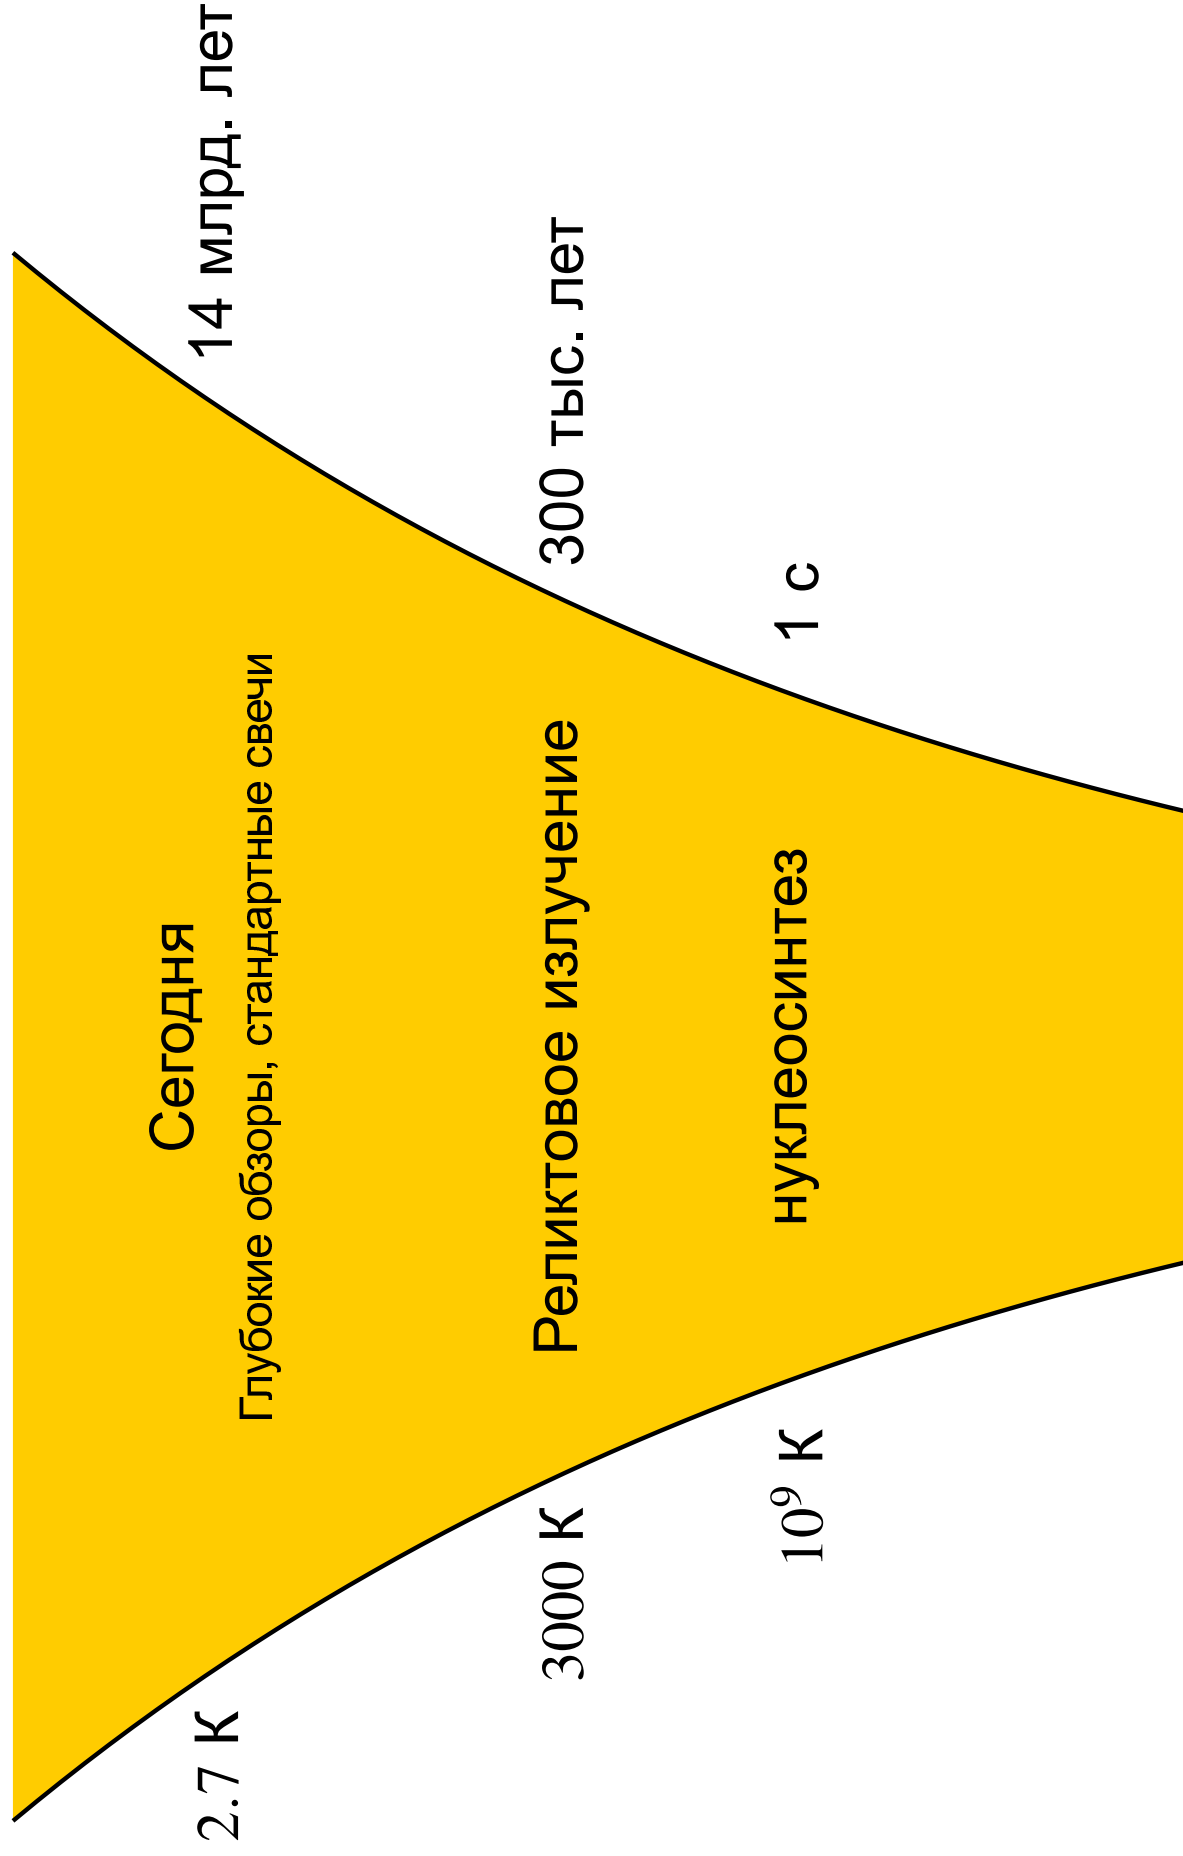 Сегодня
2.7 К 14 млрд. лет
Глубокие обзоры, стандартные свечи
3000 К Реликтовое излучение 300 тыс. лет
10⁹ К нуклеосинтез 1 с